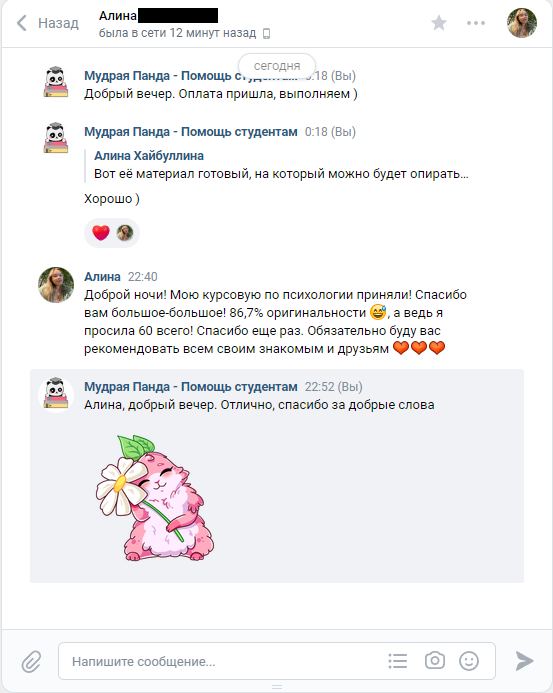 Назад
Алина
была в сети 12 минут назад
сегодня
Мудрая Панда - Помощь 0:18 (Вы)
Добрый вечер. Оплата пришла, выполняем )
Мудрая Панда - Помощь студентам 0:18 (Вы)
Алина Хайбуллина
Вот её материал готовый, на который можно будет опирать...
Хорошо )
Алина 22:40
Доброй ночи! Мою курсовую по психологии приняли! Спасибо
вам большое-большое! 86,7% оригинальности 😅, а ведь я
просила 60 всего! Спасибо еще раз. Обязательно буду вас
рекомендовать всем своим знакомым и друзьям ❤❤❤
Мудрая Панда - Помощь студентам 22:52 (Вы)
Алина, добрый вечер. Отлично, спасибо за добрые слова
Напишите сообщение...